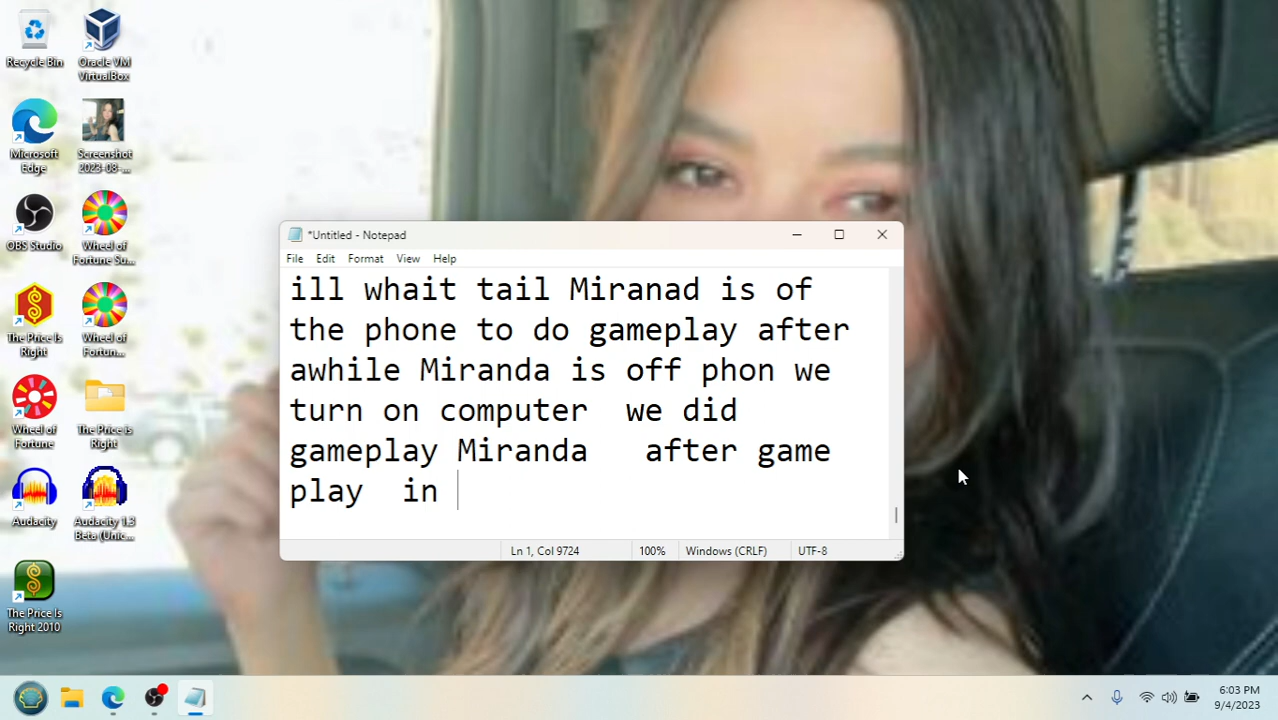 Recycle Bin
Oracle VM
VirtualBox
Microsoft
Edge
Screenshot
2023-08-...
OBS Studio
Wheel of
Fortune Su...
The Price Is
Right
Wheel of
Fortun...
Wheel of
Fortune
The Price is
Right
Audacity
Audacity 1.3
Beta (Unic...
The Price Is
Right 2010
*Untitled - Notepad
File Edit Format View Help
ill whait tail Miranad is of
the phone to do gameplay after
awhile Miranda is off phon we
turn on computer  we did
gameplay Miranda   after game
play  in
Ln 1, Col 9724 100% Windows (CRLF) UTF-8
6:03 PM
9/4/2023